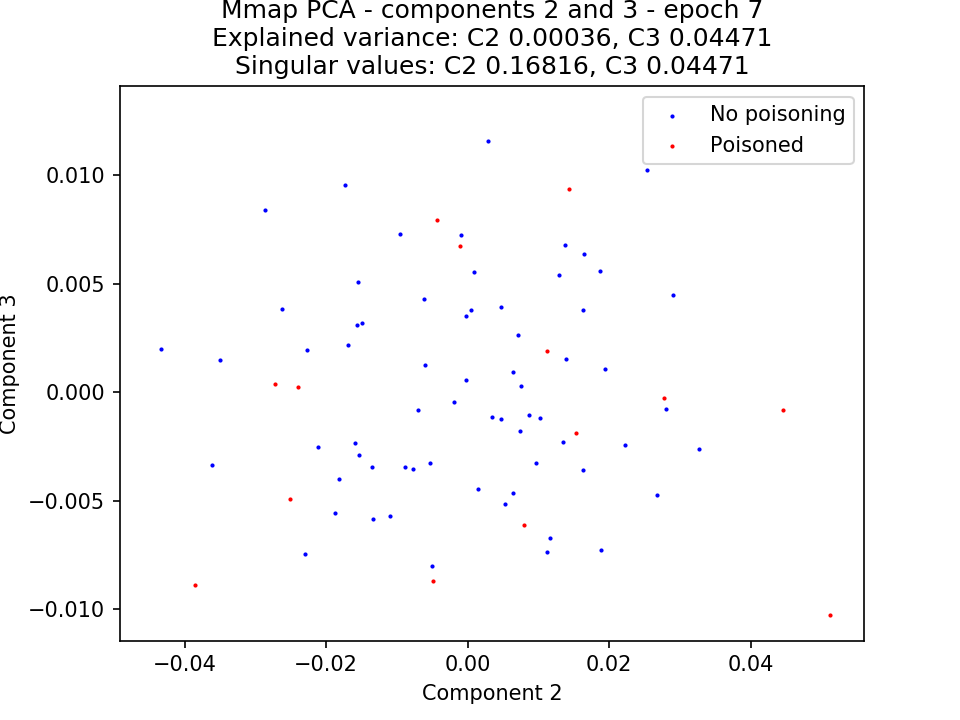 Mmap PCA - components 2 and 3 - epoch 7
Explained variance: C2 0.00036, C3 0.04471
Singular values: C2 0.16816, C3 0.04471
No poisoning
Poisoned
0.010
0.005
0.000
−0.005
−0.010
Component 3
−0.04
−0.02
0.00
0.02
0.04
Component 2